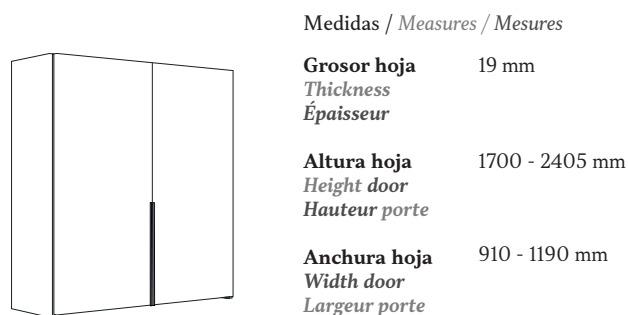 Medidas / Measures / Mesures
Grosor hoja 19 mm
Thickness
Épaisseur
Altura hoja 1700 - 2405 mm
Height door
Hauteur porte
Anchura hoja 910 - 1190 mm
Width door
Largeur porte